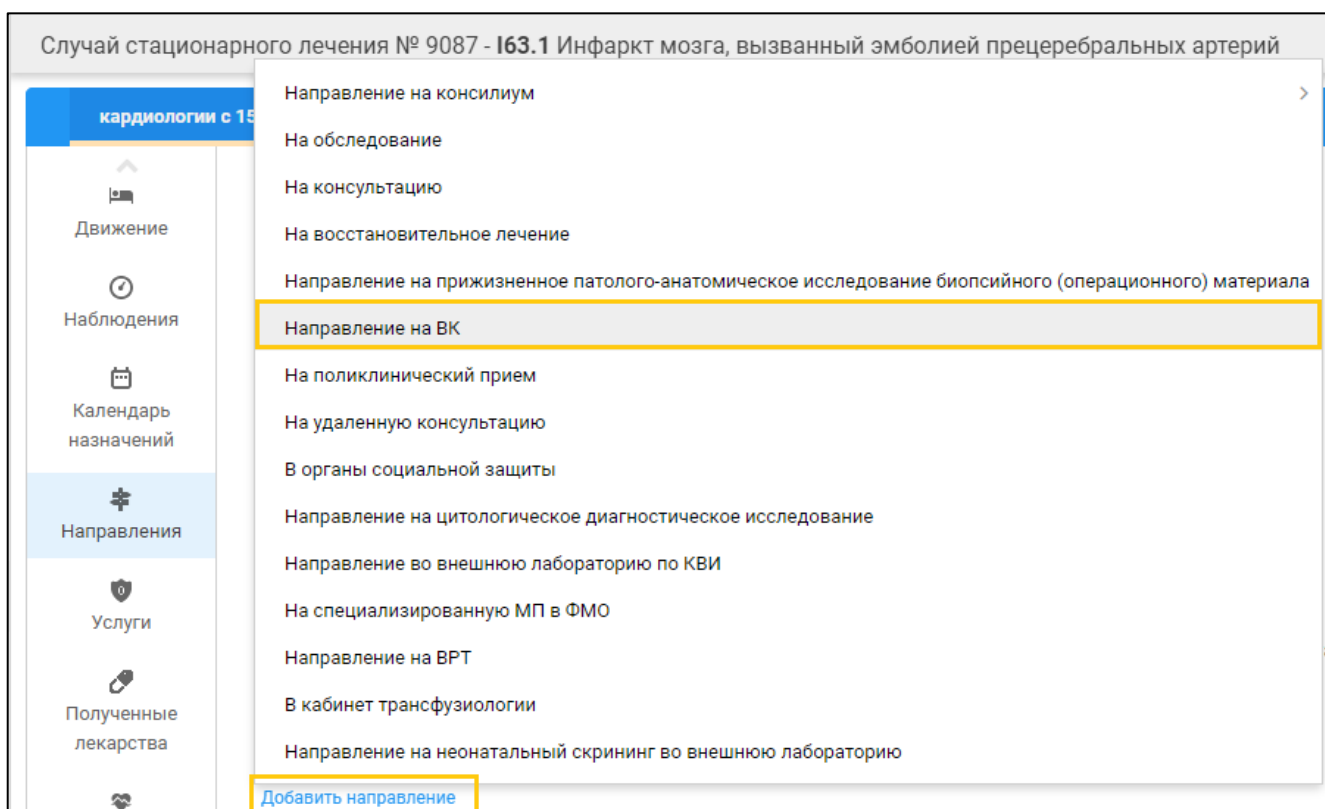 Случай стационарного лечения № 9087 - I63.1 Инфаркт мозга, вызванный эмболией прецеребральных артерий
кардиологии с 15
Движение
Наблюдения
Календарь
назначений
Направления
Услуги
Полученные
лекарства
Направление на консилиум
На обследование
На консультацию
На восстановительное лечение
Направление на прижизненное патолого-анатомическое исследование биопсийного (операционного) материала
Направление на ВК
На поликлинический прием
На удаленную консультацию
В органы социальной защиты
Направление на цитологическое диагностическое исследование
Направление во внешнюю лабораторию по КВИ
На специализированную МП в ФМО
Направление на ВРТ
В кабинет трансфузиологии
Направление на неонатальный скрининг во внешнюю лабораторию
Добавить направление